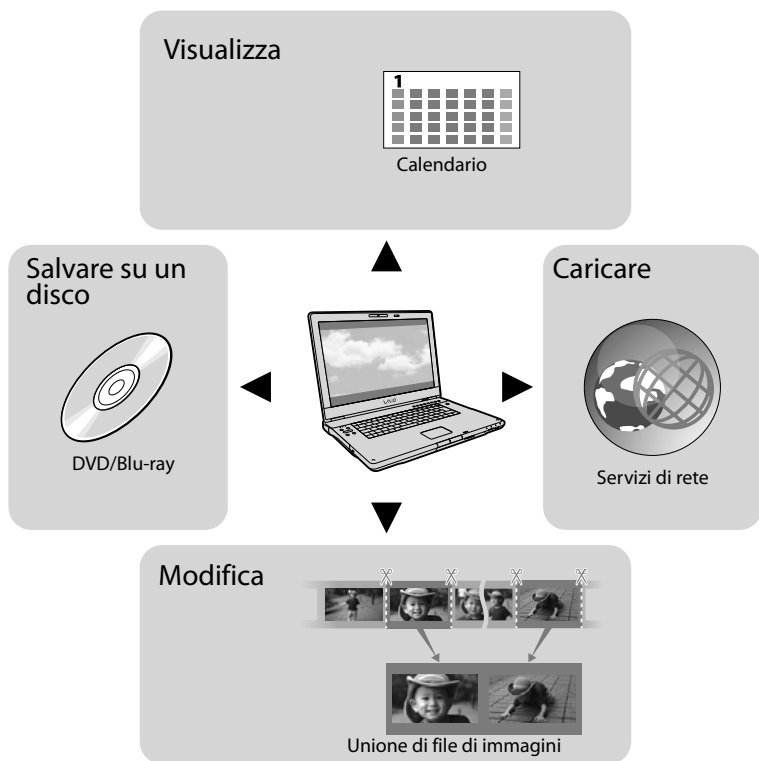 Visualizza
1
Calendario
Salvare su un
disco
DVD/Blu-ray
VAIO
Caricare
Servizi di rete
Modifica
Unione di file di immagini